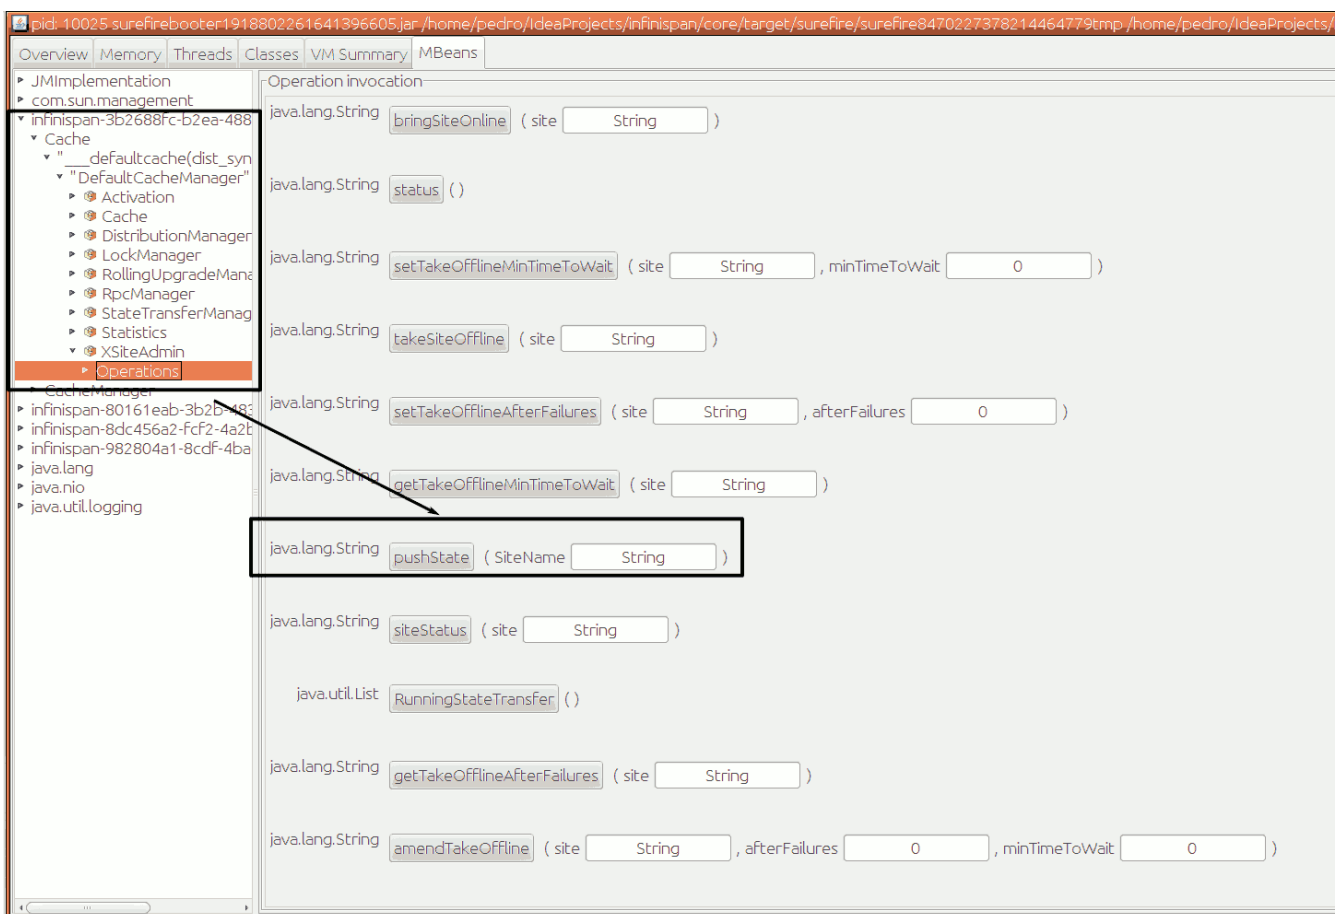 pid: 10025 surefirebooter1918802261641396605.jar /home/pedro/IdeaProjects/infinispan/core/target/surefire/surefire8470227378214464779tmp /home/pedro/IdeaProjects/
Overview Memory Threads Classes VM Summary MBeans
JMImplementation
com.sun.management
infinispan-3b2688fc-b2ea-488
Cache
"___defaultcache(dist_syn
"DefaultCacheManager"
Activation
Cache
DistributionManager
LockManager
RollingUpgradeMana
RpcManager
StateTransferManag
Statistics
XSiteAdmin
Operations
CacheManager
infinispan-80161eab-3b2b-483
infinispan-8dc456a2-fcf2-4a2b
infinispan-982804a1-8cdf-4ba
java.lang
java.nio
java.util.logging
Operation invocation
java.lang.String bringSiteOnline ( site String )
java.lang.String status ( )
java.lang.String setTakeOfflineMinTimeToWait ( site String , minTimeToWait 0 )
java.lang.String takeSiteOffline ( site String )
java.lang.String setTakeOfflineAfterFailures ( site String , afterFailures 0 )
java.lang.String getTakeOfflineMinTimeToWait ( site String )
java.lang.String pushState ( SiteName String )
java.lang.String siteStatus ( site String )
java.util.List RunningStateTransfer ( )
java.lang.String getTakeOfflineAfterFailures ( site String )
java.lang.String amendTakeOffline ( site String , afterFailures 0 , minTimeToWait 0 )